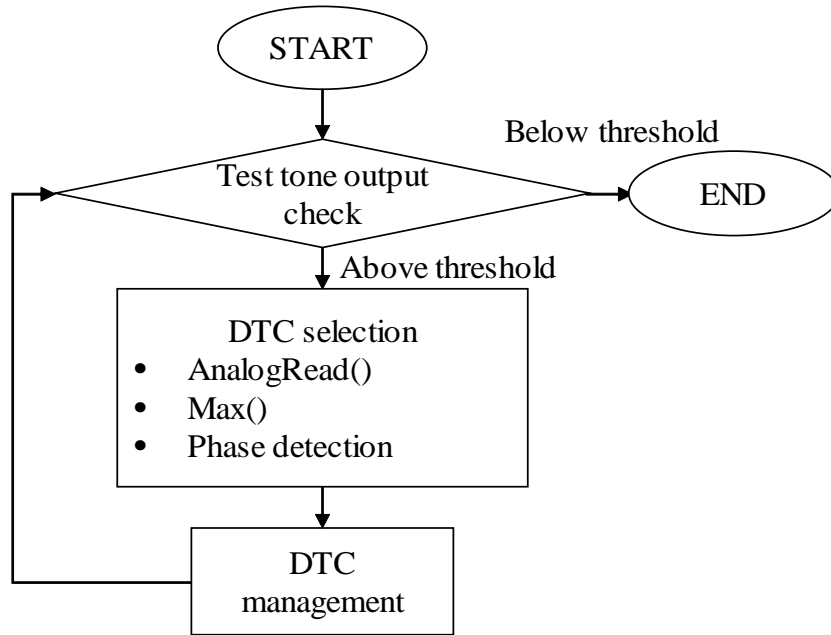 START
Below threshold
Test tone output
check
END
Above threshold
DTC selection
• AnalogRead()
• Max()
• Phase detection
DTC
management